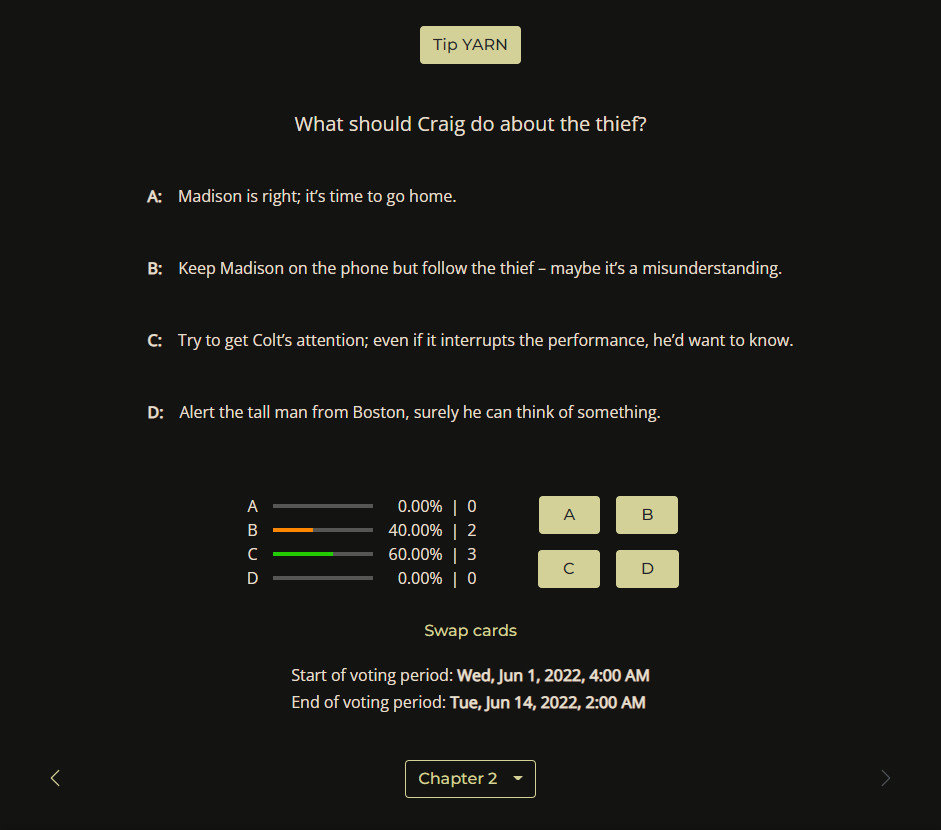 Tip YARN
What should Craig do about the thief?
A: Madison is right; it’s time to go home.
B: Keep Madison on the phone but follow the thief – maybe it’s a misunderstanding.
C: Try to get Colt’s attention; even if it interrupts the performance, he’d want to know.
D: Alert the tall man from Boston, surely he can think of something.
A 0.00% | 0
B 40.00% | 2
C 60.00% | 3
D 0.00% | 0
A B
C D
Swap cards
Start of voting period: Wed, Jun 1, 2022, 4:00 AM
End of voting period: Tue, Jun 14, 2022, 2:00 AM
Chapter 2